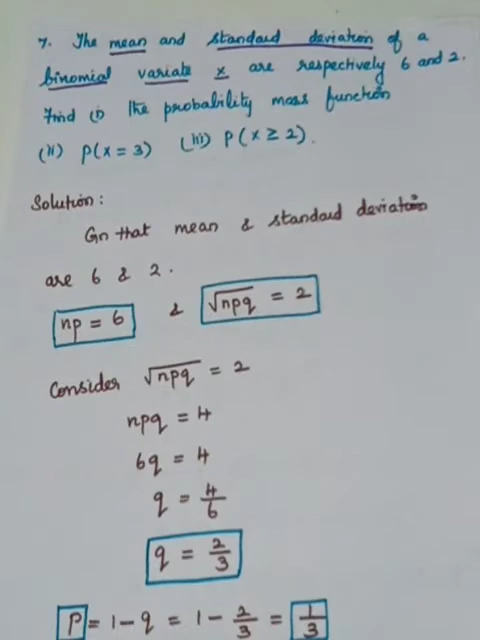 7. The mean and standard deviation of a
binomial variate x are respectively 6 and 2.
Find (i) The probability mass function
(ii) P(x = 3) (iii) P(x ≥ 2).
Solution:
Gn that mean & standard deviation
are 6 & 2.
np = 6 & √npq = 2
Consider √npq = 2
npq = 4
6q = 4
q = 4/6
q = 2/3
P = 1 - q = 1 - 2/3 = 1/3